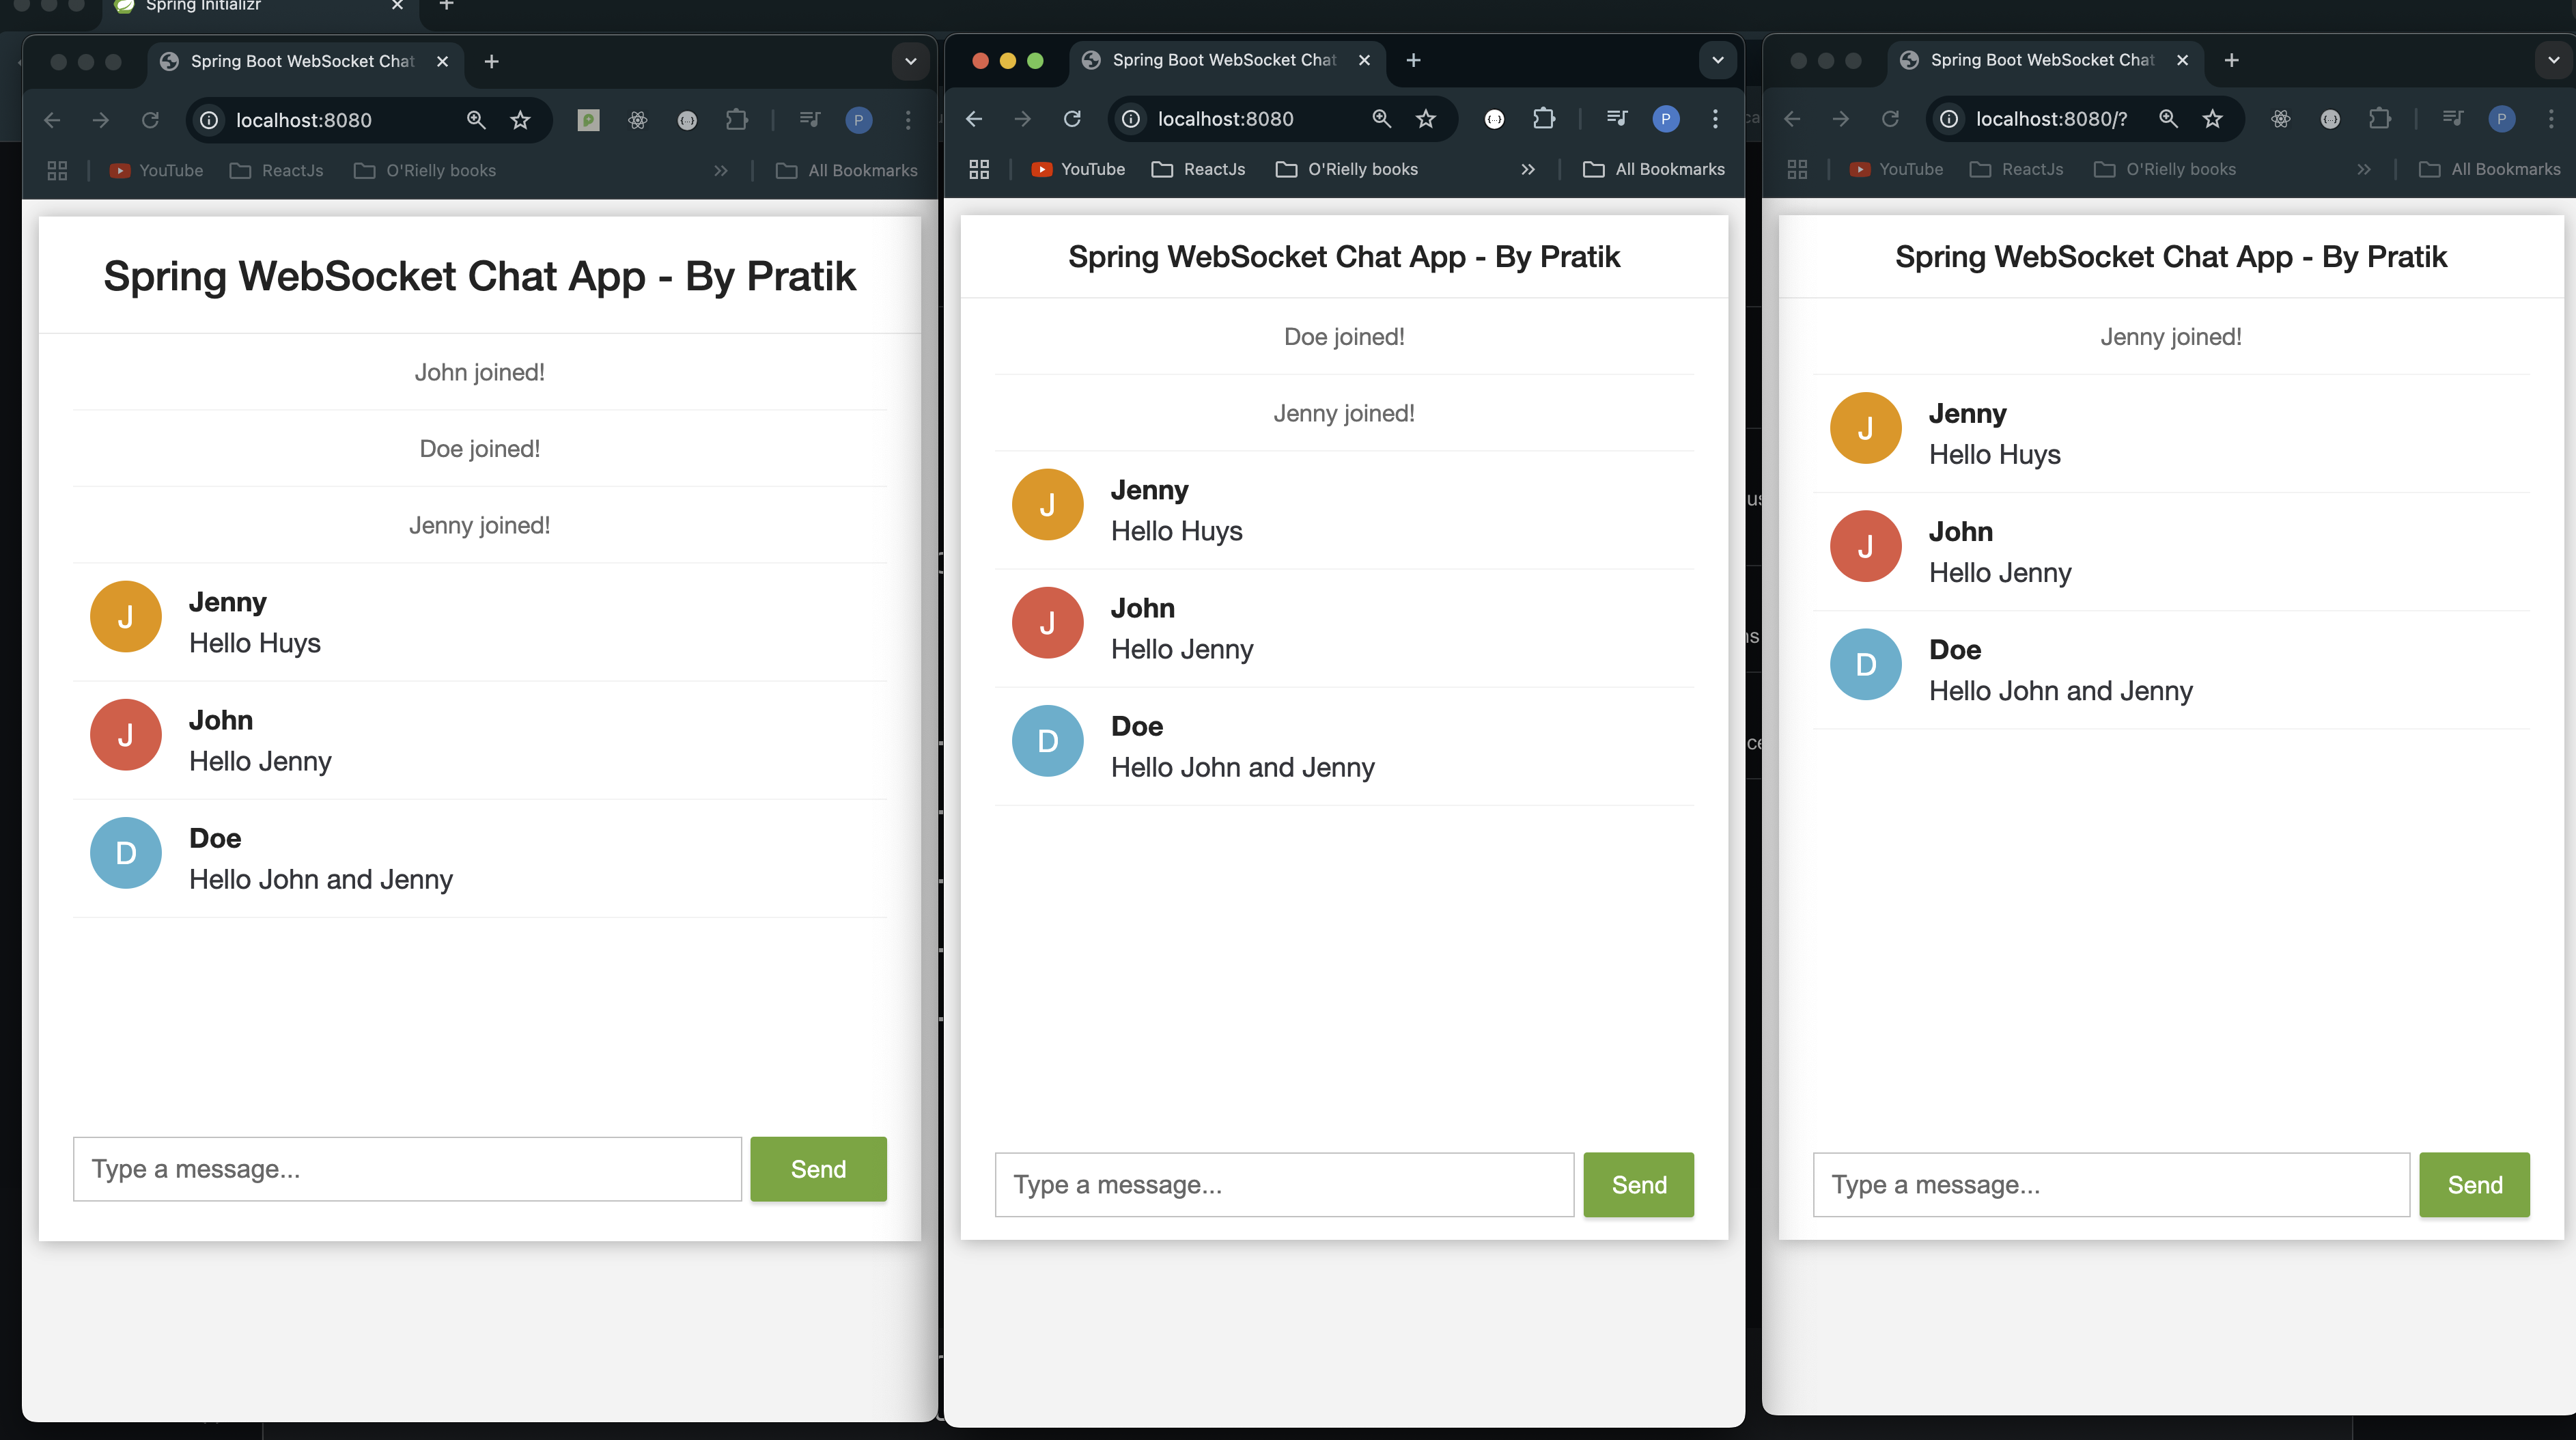 Spring Initializr
Spring Boot WebSocket Chat
localhost:8080
P
YouTube
ReactJs
O'Rielly books
All Bookmarks
Spring WebSocket Chat App - By Pratik
John joined!
Doe joined!
Jenny joined!
J
Jenny
Hello Huys
J
John
Hello Jenny
D
Doe
Hello John and Jenny
Type a message...
Send
Spring Boot WebSocket Chat
localhost:8080
P
YouTube
ReactJs
O'Rielly books
All Bookmarks
Spring WebSocket Chat App - By Pratik
Doe joined!
Jenny joined!
J
Jenny
Hello Huys
J
John
Hello Jenny
D
Doe
Hello John and Jenny
Type a message...
Send
Spring Boot WebSocket Chat
localhost:8080/?
P
YouTube
ReactJs
O'Rielly books
All Bookmarks
Spring WebSocket Chat App - By Pratik
Jenny joined!
J
Jenny
Hello Huys
J
John
Hello Jenny
D
Doe
Hello John and Jenny
Type a message...
Send